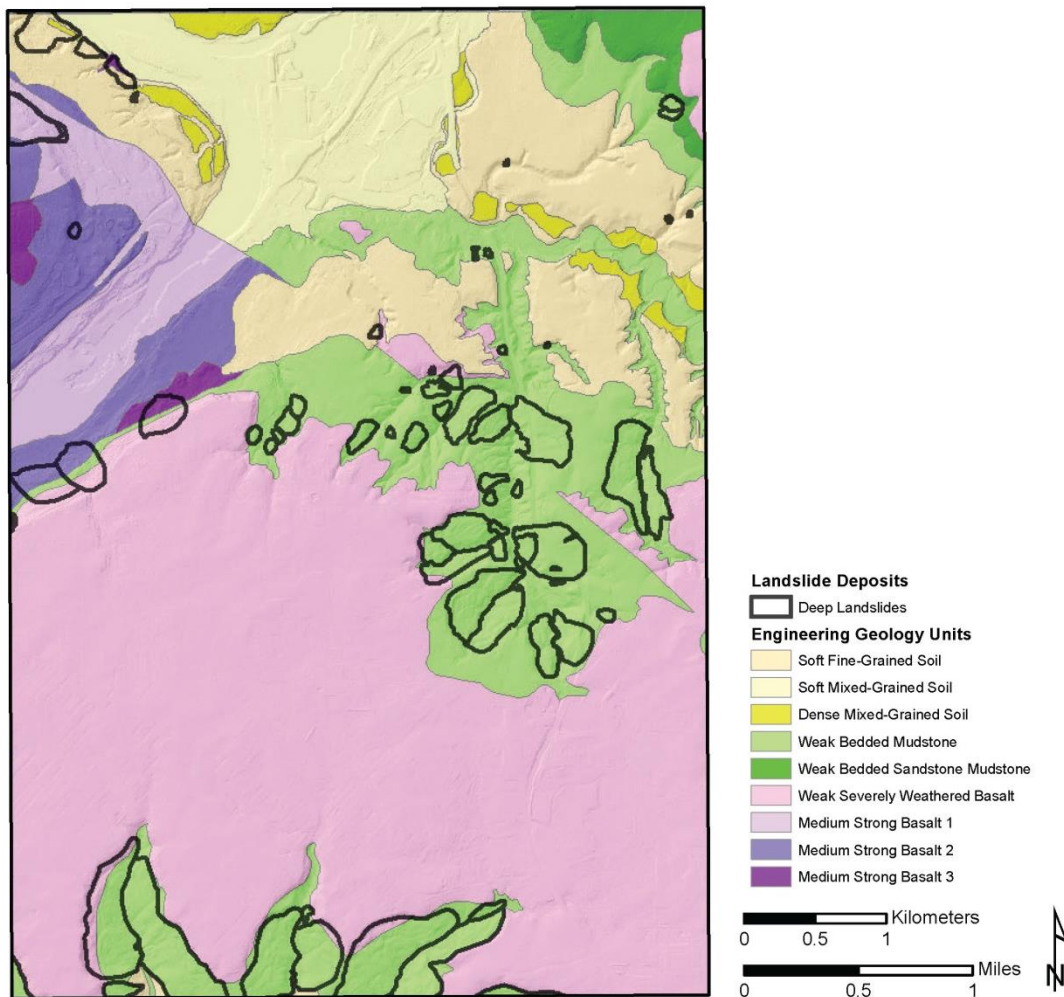 Landslide Deposits
Deep Landslides
Engineering Geology Units
Soft Fine-Grained Soil
Soft Mixed-Grained Soil
Dense Mixed-Grained Soil
Weak Bedded Mudstone
Weak Bedded Sandstone Mudstone
Weak Severely Weathered Basalt
Medium Strong Basalt 1
Medium Strong Basalt 2
Medium Strong Basalt 3
Kilometers
0 0.5 1
Miles
0 0.5 1
N